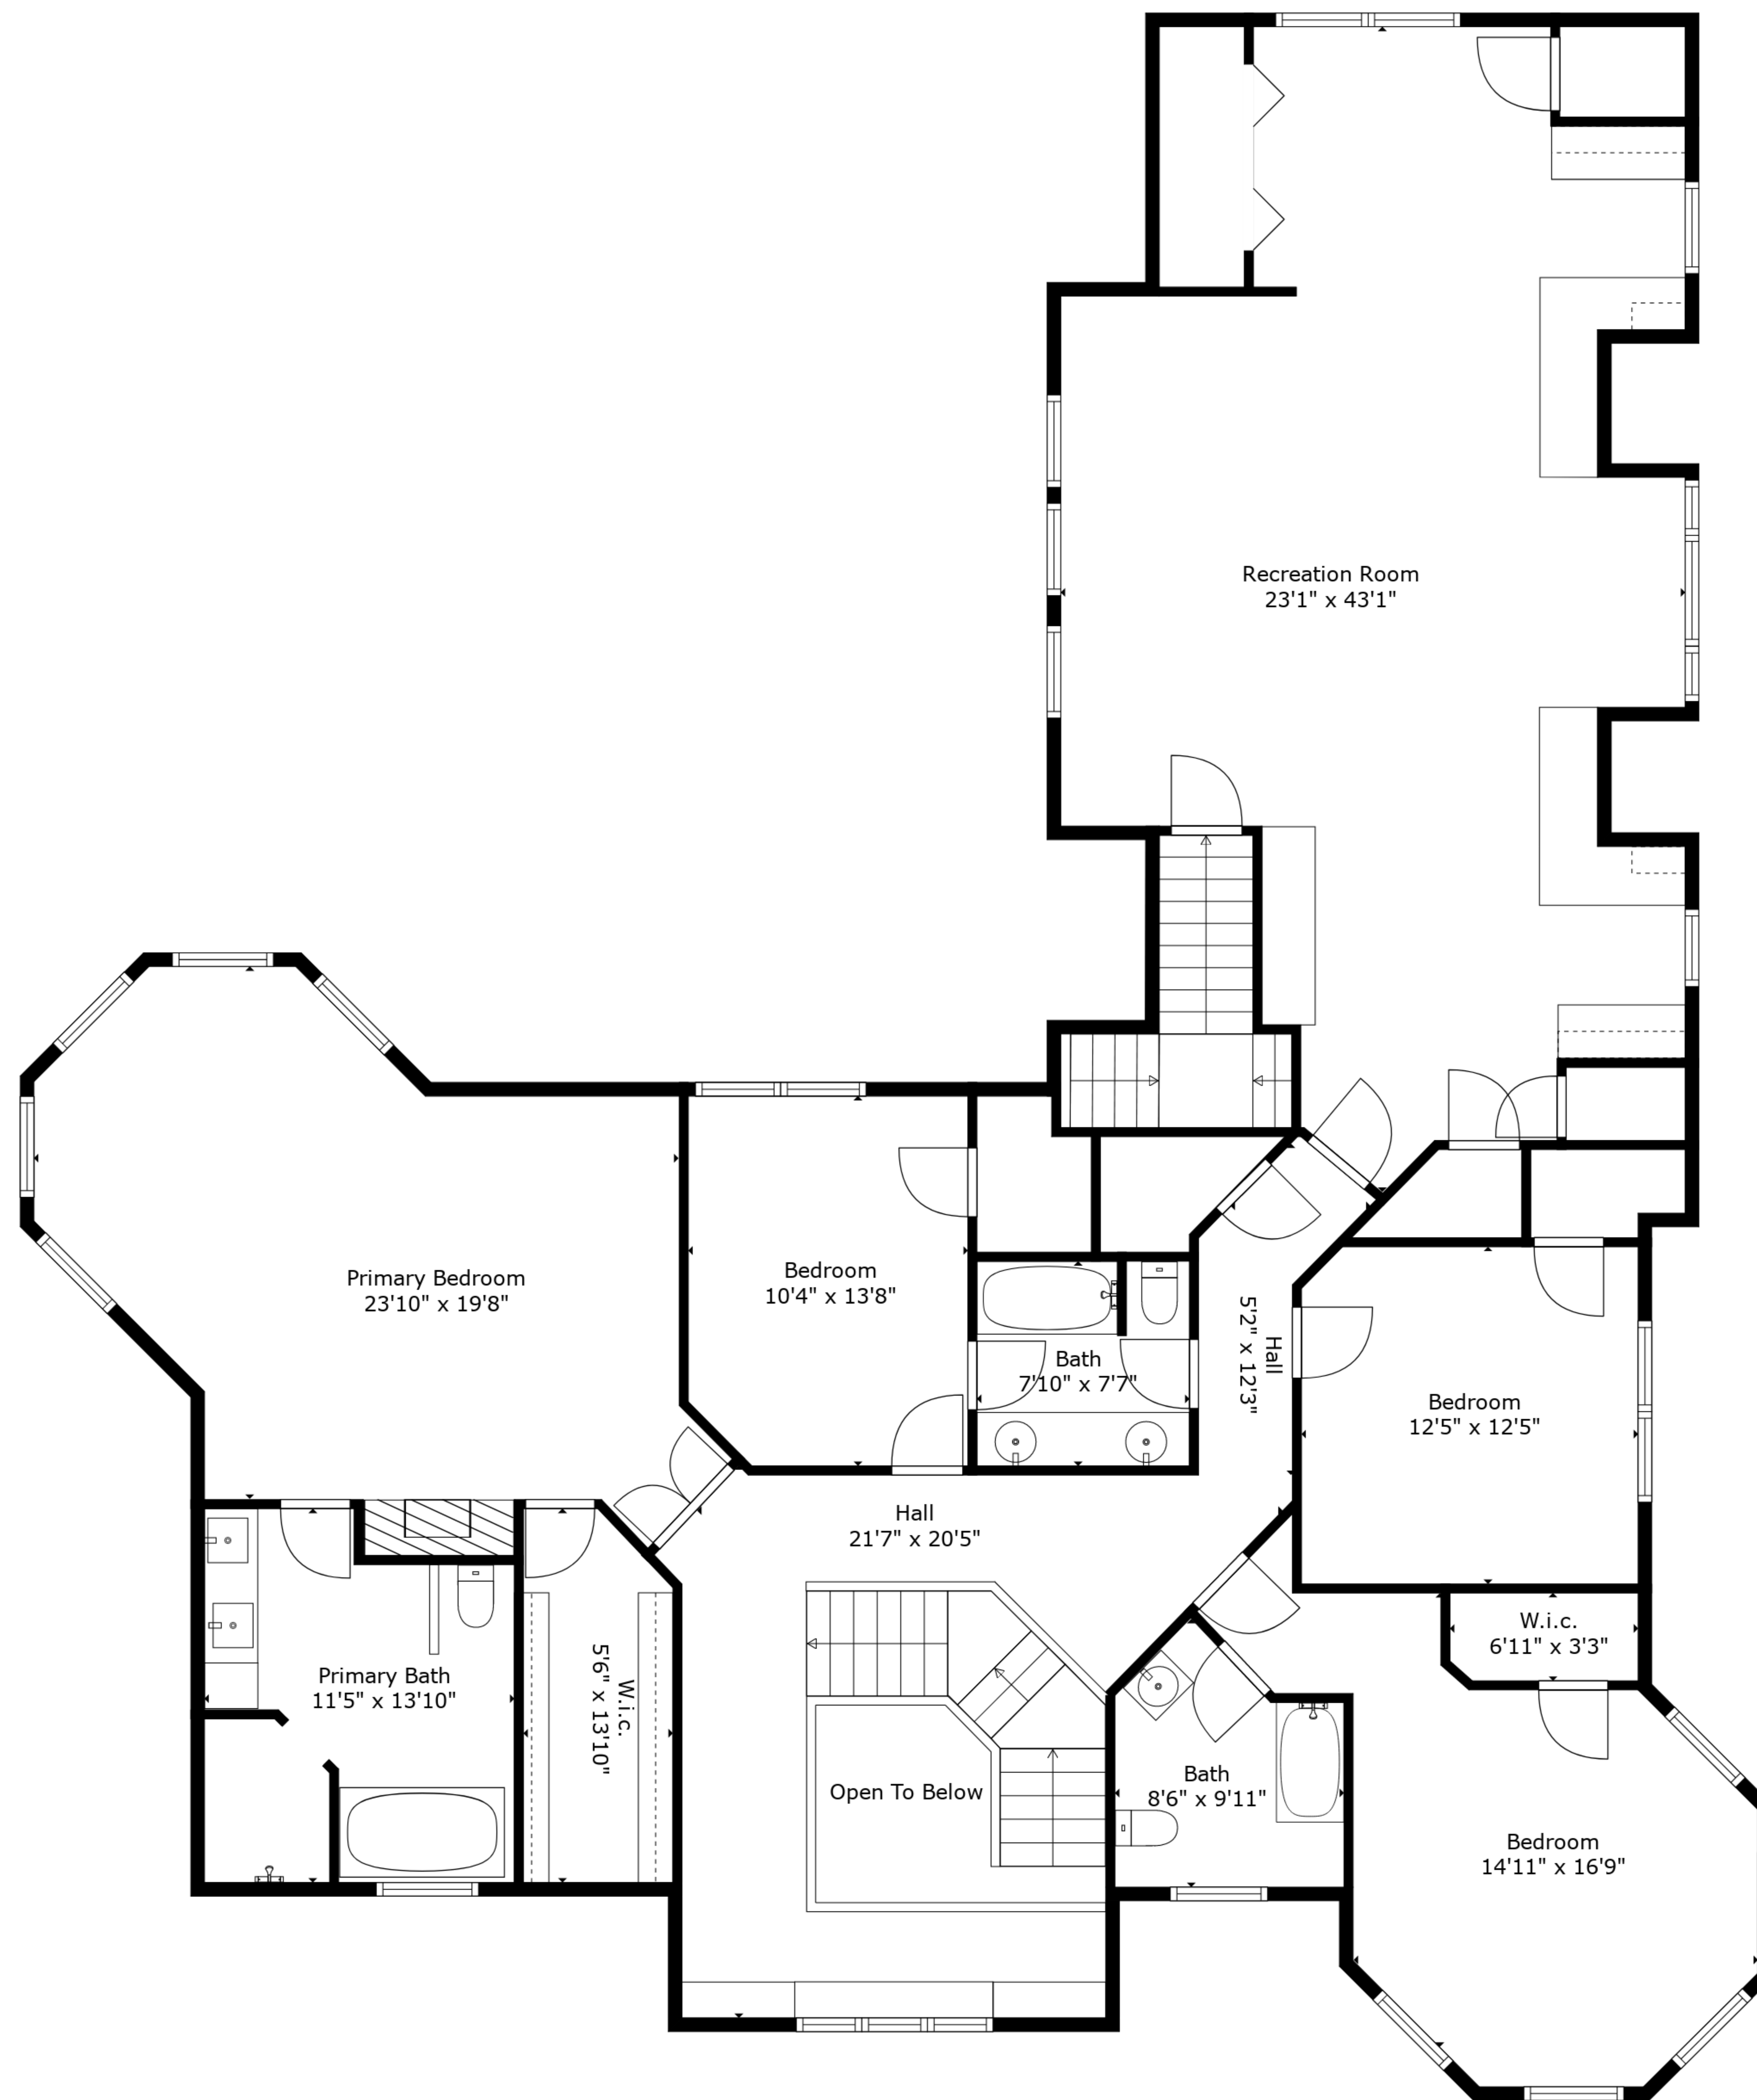 Recreation Room
23'1" x 43'1"
Primary Bedroom
23'10" x 19'8"
Bedroom
10'4" x 13'8"
Bath
7'10" x 7'7"
Hall
5'2" x 12'3"
Bedroom
12'5" x 12'5"
Hall
21'7" x 20'5"
W.i.c.
6'11" x 3'3"
Primary Bath
11'5" x 13'10"
W.i.c.
5'6" x 13'10"
Open To Below
Bath
8'6" x 9'11"
Bedroom
14'11" x 16'9"